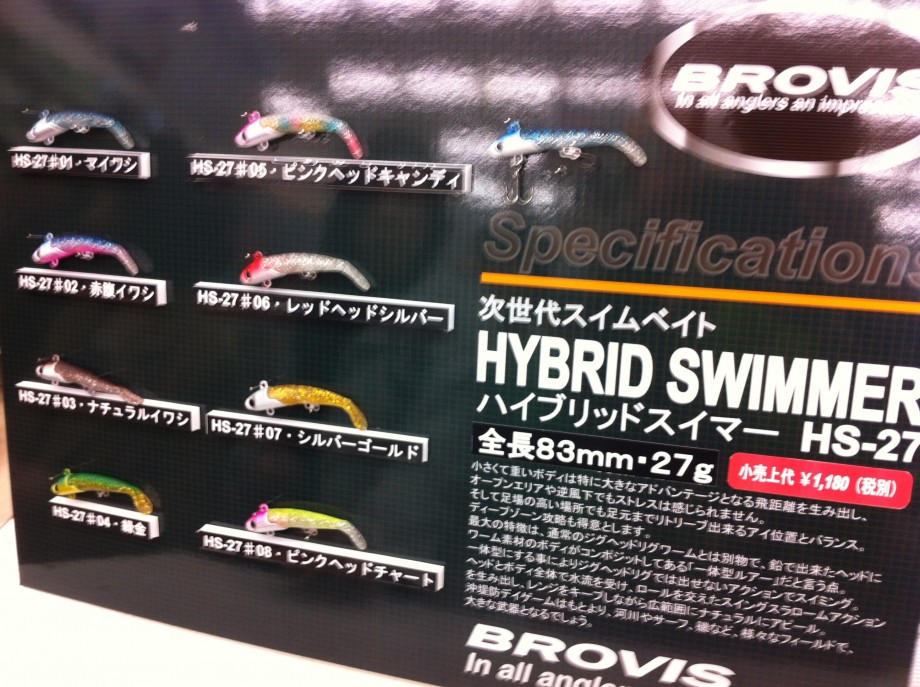 BROVIS
In all anglers an impre
HS-27#01・マイワシ
HS-27#05・ピンクヘッドキャンディ
HS-27#02・赤腹イワシ
HS-27#06・レッドヘッドシルバー
HS-27#03・ナチュラルイワシ
HS-27#07・シルバーゴールド
HS-27#04・緑金
HS-27#08・ピンクヘッドチャート
Specifications
次世代スイムベイト
HYBRID SWIMMER
ハイブリッドスイマー HS-27
全長83mm・27g
小売上代 ¥1,180(税別)
小さくて重いボディは特に大きなアドバンテージとなる飛距離を生み出し、
オープンエリアや逆風下でもストレスは感じられません。
そして足場の高い場所でも足元までリトリーブ出来るアイ位置とバランス。
ディープゾーン攻略も得意とします。
最大の特徴は、通常のジグヘッドリグワームとは別物で、鉛で出来たヘッドに
ワーム素材のボディがコンポジットしてある「一体型ルアー」だと言う点。
一体型にする事によりジグヘッドリグでは出せないアクションでスイミング。
ヘッドとボディ全体で水流を受け、ロールを交えたスイングスラロームアクション
を生み出し、レンジをキープしながら広範囲にナチュラルにアピール。
沖堤防デイゲームはもとより、河川やサーフ、磯など、様々なフィールドで、
大きな武器となるでしょう。
BROVIS
In all anglers